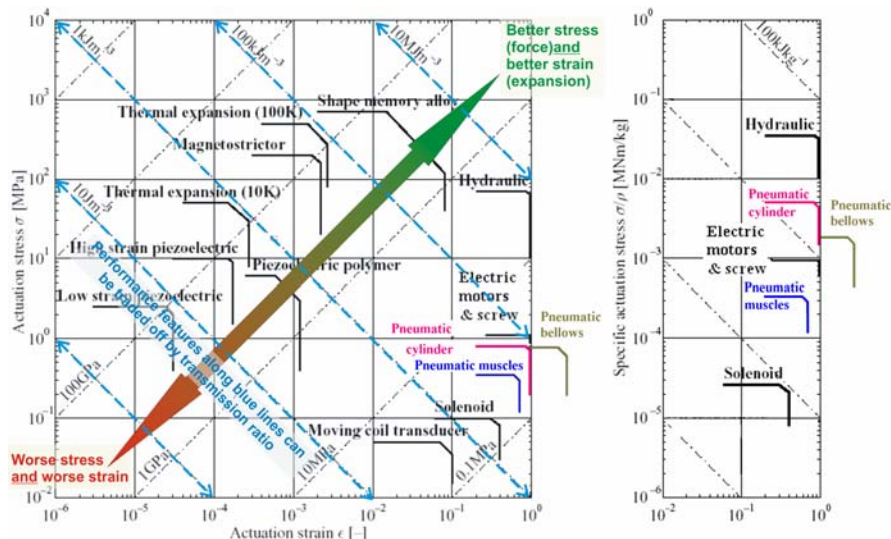 10⁴
10³
10²
10¹
10⁰
10⁻¹
10⁻²
Actuation stress σ [MPa]
10⁻⁶
10⁻⁵
10⁻⁴
10⁻³
10⁻²
10⁻¹
10⁰
Actuation strain ϵ [–]
1kJm⁻³
100kJm⁻³
10MJm⁻³
10Jm⁻³
100GPa
1GPa
10MPa
0.1MPa
Better stress
(force)and
better strain
(expansion)
Shape memory alloy
Thermal expansion (100K)
Magnetostrictor
Thermal expansion (10K)
Hydraulic
High strain piezoelectric
Piezoelectric polymer
Low strain piezoelectric
Electric
motors
& screw
Pneumatic
cylinder
Pneumatic
bellows
Pneumatic muscles
Solenoid
Moving coil transducer
Performance features along blue lines can
be traded off by transmission
ratio
Worse stress
and worse strain
10⁰
10⁻¹
10⁻²
10⁻³
10⁻⁴
10⁻⁵
10⁻⁶
Specific actuation stress σ/ρ [MNm/kg]
10⁻²
10⁻¹
10⁰
100kJkg⁻¹
Hydraulic
Pneumatic
cylinder
Pneumatic
bellows
Electric
motors
& screw
Pneumatic
muscles
Solenoid